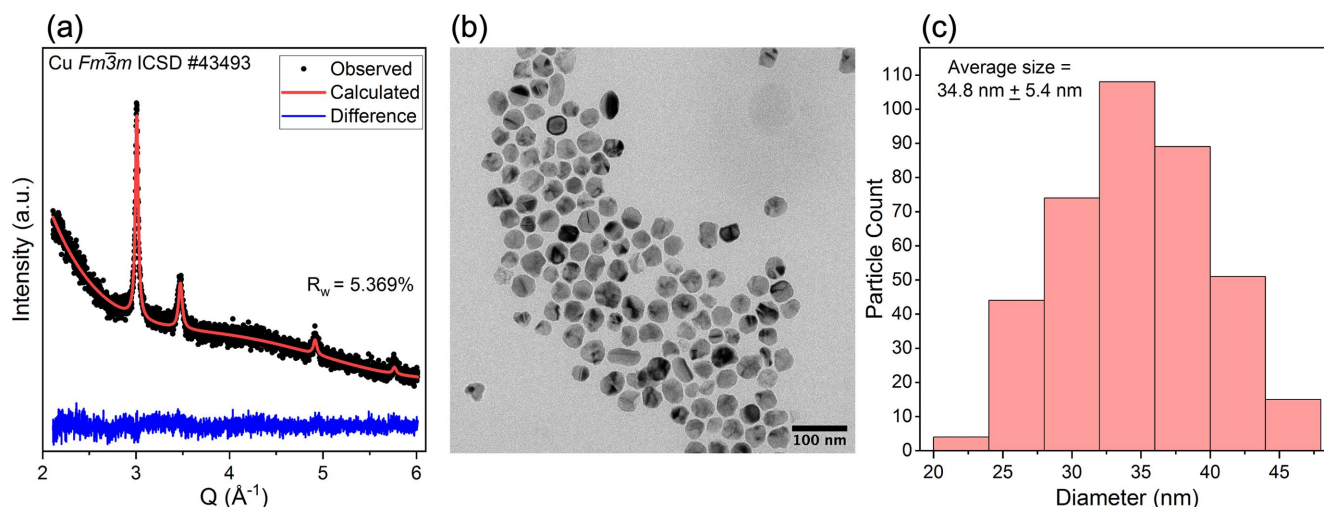 (a)
Cu Fm3̅m ICSD #43493
Observed
Calculated
Difference
R_w = 5.369%
Intensity (a.u.)
2 3 4 5 6
Q (Å⁻¹)
(b)
100 nm
(c)
Average size =
34.8 nm ± 5.4 nm
110
100
90
80
70
60
50
40
30
20
10
0
Particle Count
20 25 30 35 40 45
Diameter (nm)